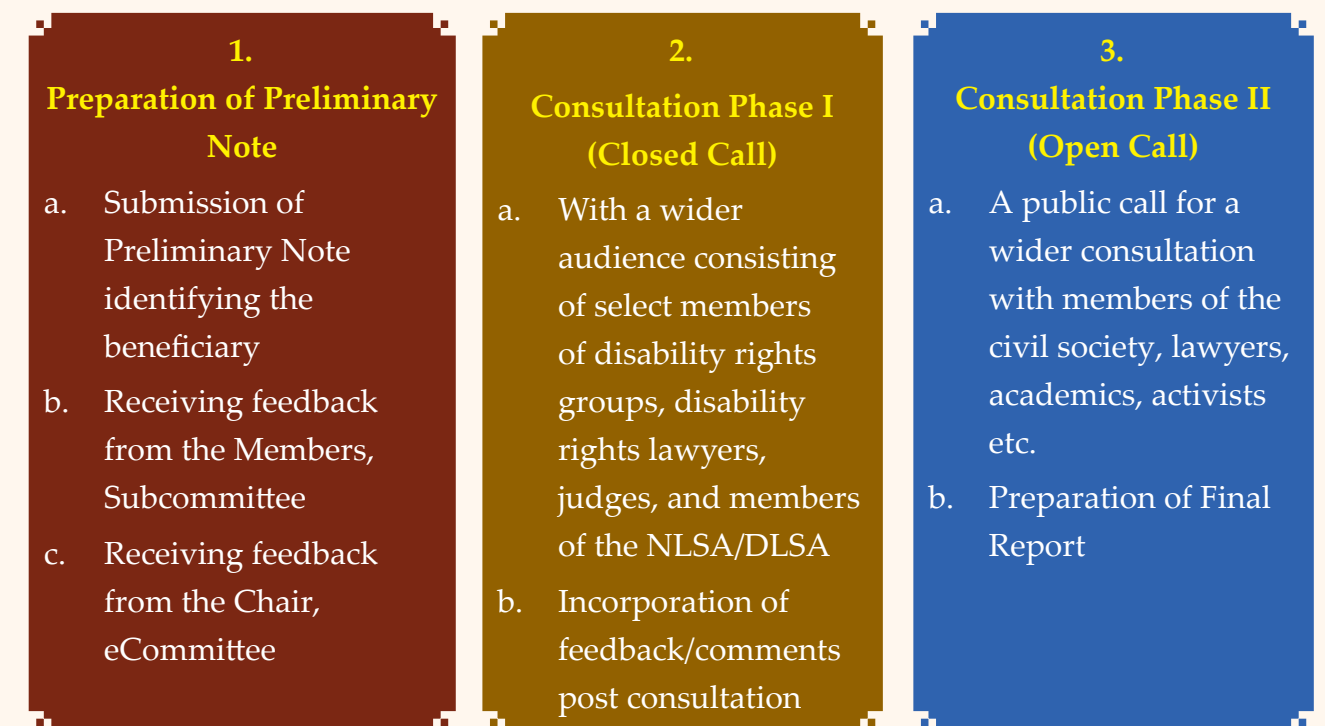 1.
Preparation of Preliminary
Note
a. Submission of
Preliminary Note
identifying the
beneficiary
b. Receiving feedback
from the Members,
Subcommittee
c. Receiving feedback
from the Chair,
eCommittee
2.
Consultation Phase I
(Closed Call)
a. With a wider
audience consisting
of select members
of disability rights
groups, disability
rights lawyers,
judges, and members
of the NLSA/DLSA
b. Incorporation of
feedback/comments
post consultation
3.
Consultation Phase II
(Open Call)
a. A public call for a
wider consultation
with members of the
civil society, lawyers,
academics, activists
etc.
b. Preparation of Final
Report